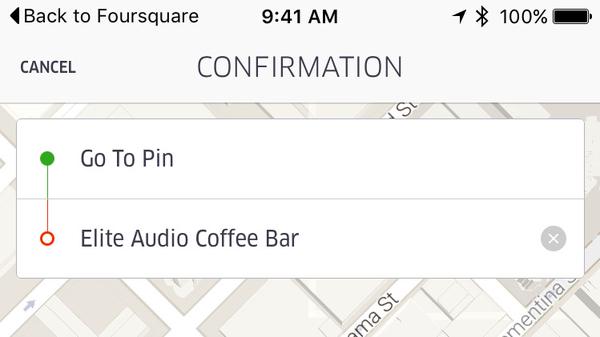 Back to Foursquare 9:41 AM 100%
CANCEL CONFIRMATION
St
Go To Pin
Elite Audio Coffee Bar
ama St
ementina S